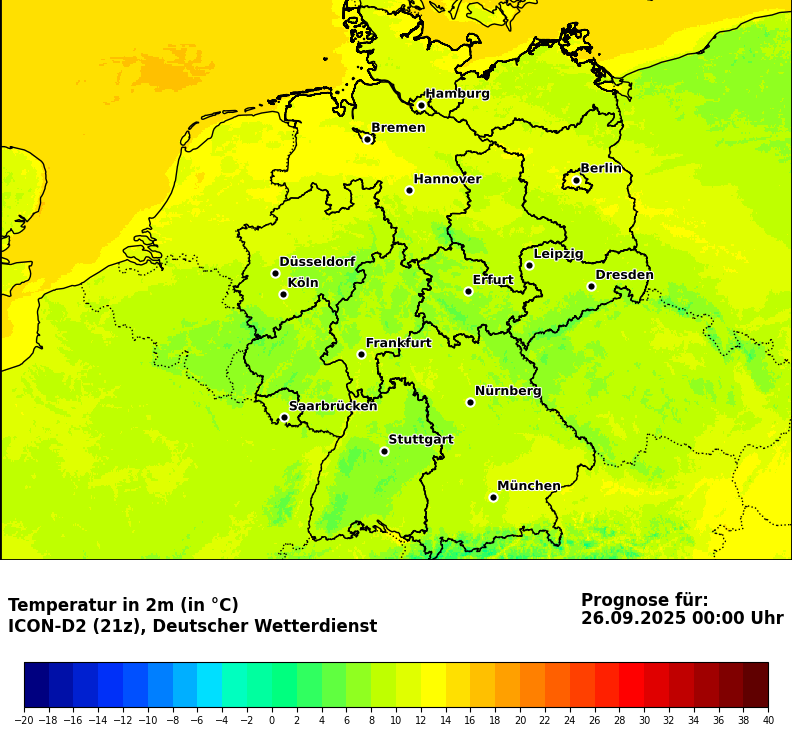 Hamburg
Bremen
Berlin
Hannover
Leipzig
Düsseldorf
Dresden
Köln
Erfurt
Frankfurt
Nürnberg
Saarbrücken
Stuttgart
München
Temperatur in 2m (in °C)
ICON-D2 (21z), Deutscher Wetterdienst
Prognose für:
26.09.2025 00:00 Uhr
−20 −18 −16 −14 −12 −10 −8 −6 −4 −2 0 2 4 6 8 10 12 14 16 18 20 22 24 26 28 30 32 34 36 38 40